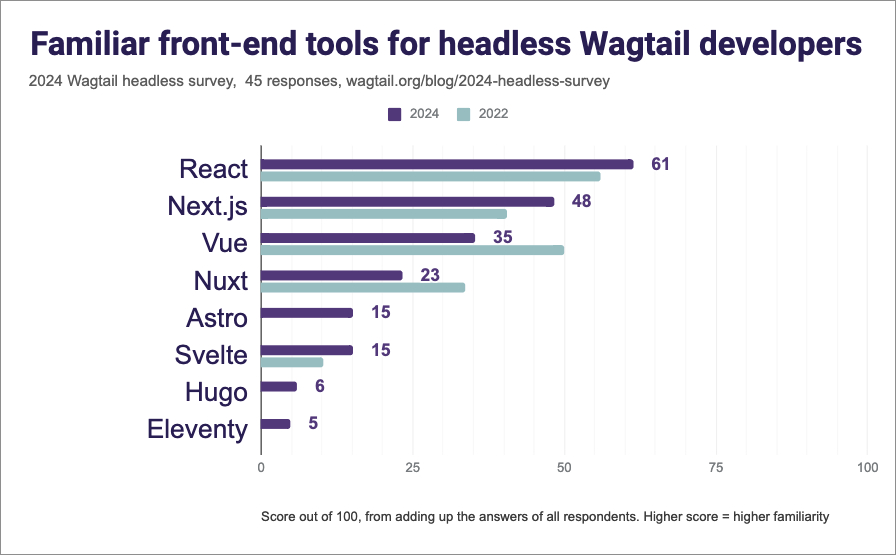 Familiar front-end tools for headless Wagtail developers
2024 Wagtail headless survey,  45 responses, wagtail.org/blog/2024-headless-survey
2024 2022
React 61
Next.js 48
Vue 35
Nuxt 23
Astro 15
Svelte 15
Hugo 6
Eleventy 5
0 25 50 75 100
Score out of 100, from adding up the answers of all respondents. Higher score = higher familiarity